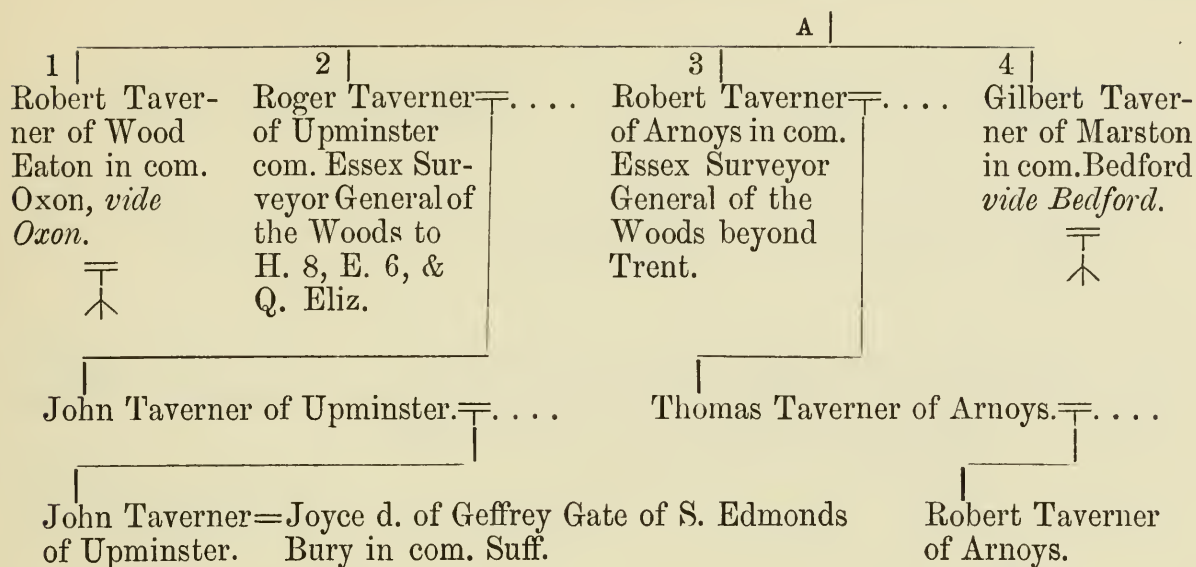 A
1
Robert Taver-
ner of Wood
Eaton in com.
Oxon, vide
Oxon.
2
Roger Taverner=. . . .
of Upminster
com. Essex Sur-
veyor General of
the Woods to
H. 8, E. 6, &
Q. Eliz.
3
Robert Taverner=. . . .
of Arnoys in com.
Essex Surveyor
General of the
Woods beyond
Trent.
4
Gilbert Taver-
ner of Marston
in com. Bedford
vide Bedford.
John Taverner of Upminster.=. . . .
Thomas Taverner of Arnoys.=. . . .
John Taverner=Joyce d. of Geffrey Gate of S. Edmonds
of Upminster. Bury in com. Suff.
Robert Taverner
of Arnoys.